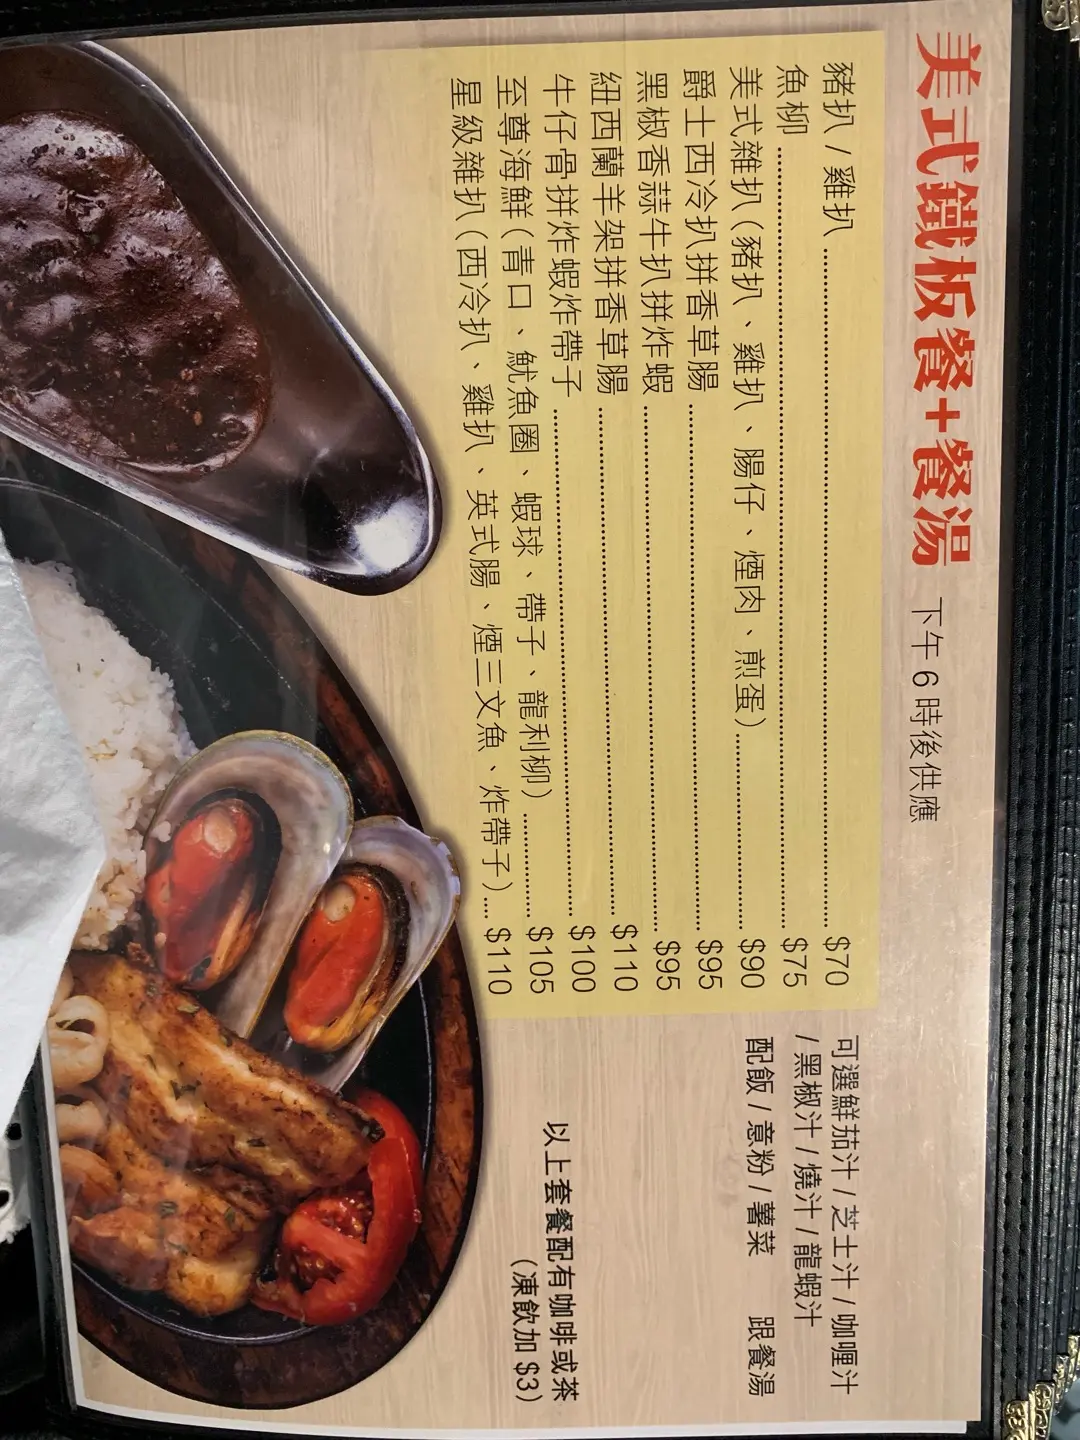 美式鐵板餐+餐湯 下午6時後供應
豬扒 / 雞扒 $70
魚柳 $75
美式雜扒(豬扒、雞扒、腸仔、煙肉、煎蛋) $90
爵士西冷扒拼香草腸 $95
黑椒香蒜牛扒拼炸蝦 $95
紐西蘭羊架拼香草腸 $110
牛仔骨拼炸蝦炸帶子 $100
至尊海鮮(青口、魷魚圈、蝦球、帶子、龍利柳) $105
星級雜扒(西冷扒、雞扒、英式腸、煙三文魚、炸帶子) $110
可選鮮茄汁 / 芝士汁 / 咖喱汁
/ 黑椒汁 / 燒汁 / 龍蝦汁
配飯 / 意粉 / 薯菜 跟餐湯
以上套餐配有咖啡或茶
(凍飲加 $3)